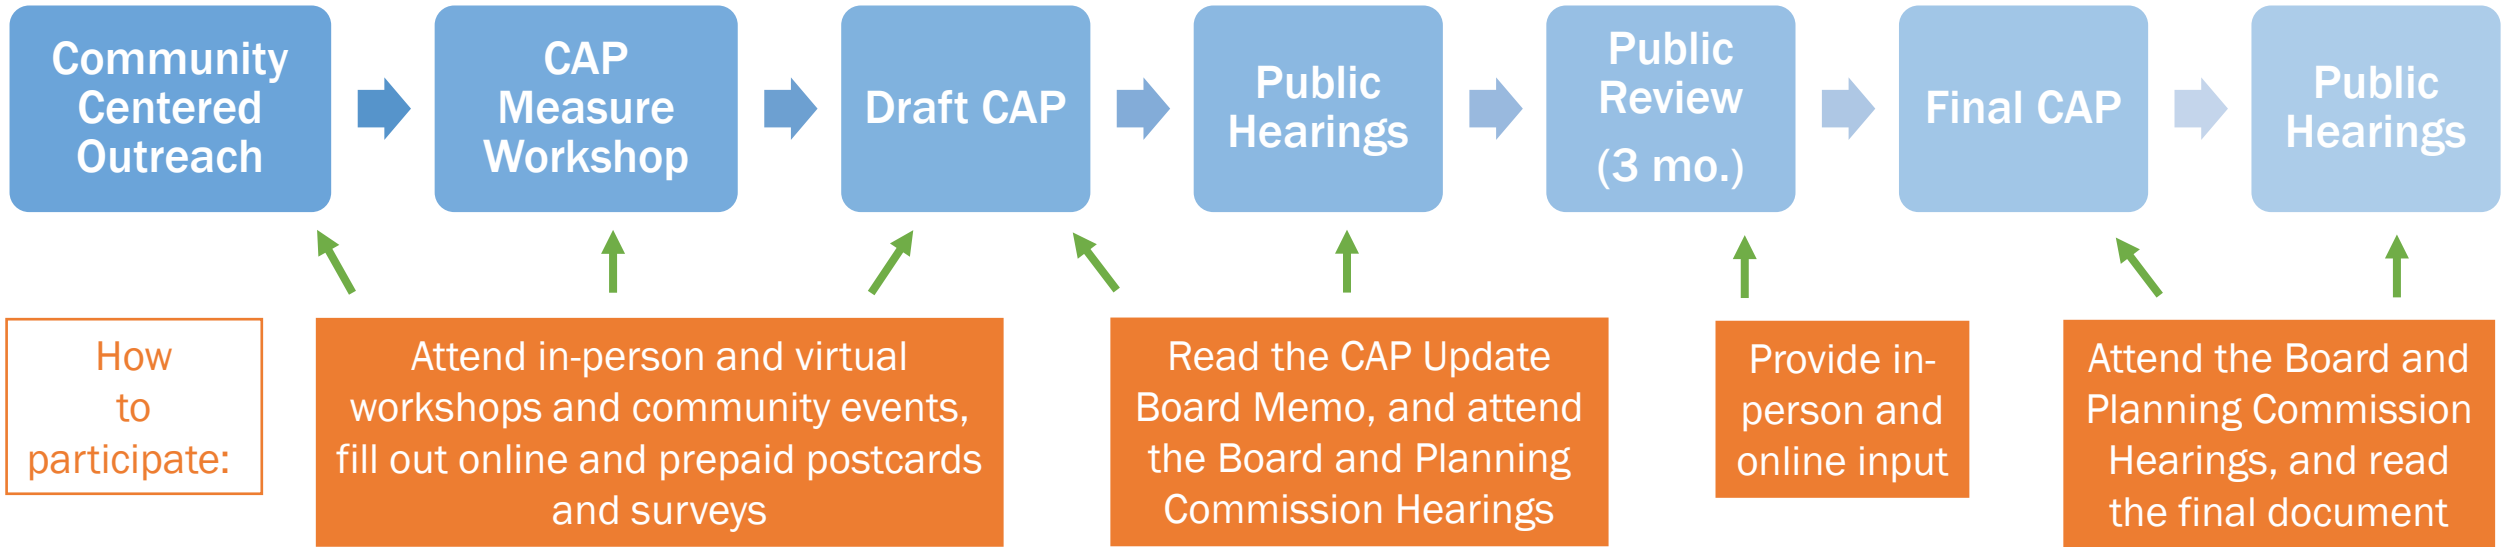 Community
Centered
Outreach
CAP
Measure
Workshop
Draft CAP
Public
Hearings
Public
Review
(3 mo.)
Final CAP
Public
Hearings
How
to
participate:
Attend in-person and virtual
workshops and community events,
fill out online and prepaid postcards
and surveys
Read the CAP Update
Board Memo, and attend
the Board and Planning
Commission Hearings
Provide in-
person and
online input
Attend the Board and
Planning Commission
Hearings, and read
the final document